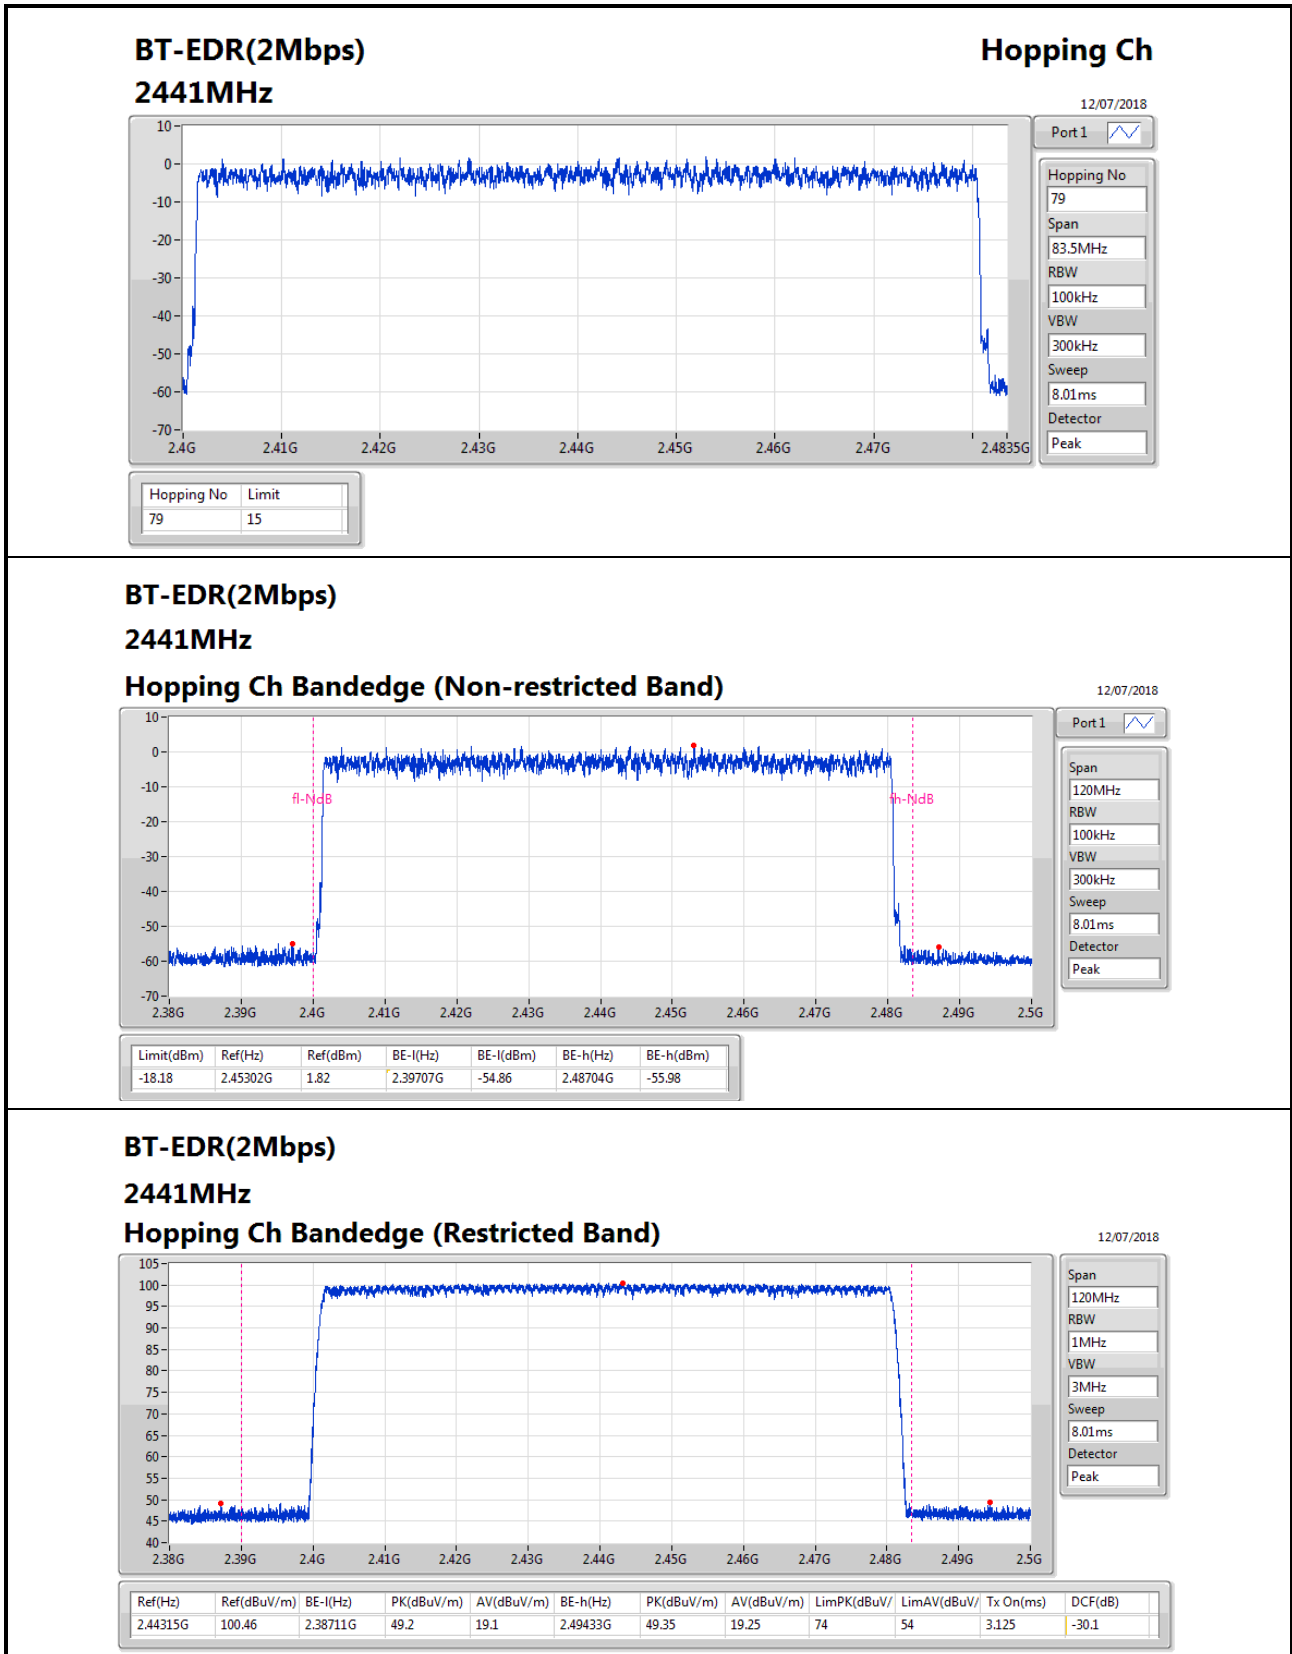 BT-EDR(2Mbps) Hopping Ch
2441MHz
12/07/2018
10
0
-10
-20
-30
-40
-50
-60
-70
2.4G 2.41G 2.42G 2.43G 2.44G 2.45G 2.46G 2.47G 2.4835G
Port 1
Hopping No
79
Span
83.5MHz
RBW
100kHz
VBW
300kHz
Sweep
8.01ms
Detector
Peak
Hopping No Limit
79 15
BT-EDR(2Mbps)
2441MHz
Hopping Ch Bandedge (Non-restricted Band)
12/07/2018
10
0
-10
-20
-30
-40
-50
-60
-70
fl-NdB fh-NdB
2.38G 2.39G 2.4G 2.41G 2.42G 2.43G 2.44G 2.45G 2.46G 2.47G 2.48G 2.49G 2.5G
Port 1
Span
120MHz
RBW
100kHz
VBW
300kHz
Sweep
8.01ms
Detector
Peak
Limit(dBm) Ref(Hz) Ref(dBm) BE-l(Hz) BE-l(dBm) BE-h(Hz) BE-h(dBm)
-18.18 2.45302G 1.82 2.39707G -54.86 2.48704G -55.98
BT-EDR(2Mbps)
2441MHz
Hopping Ch Bandedge (Restricted Band)
12/07/2018
105
100
95
90
85
80
75
70
65
60
55
50
45
40
2.38G 2.39G 2.4G 2.41G 2.42G 2.43G 2.44G 2.45G 2.46G 2.47G 2.48G 2.49G 2.5G
Span
120MHz
RBW
1MHz
VBW
3MHz
Sweep
8.01ms
Detector
Peak
Ref(Hz) Ref(dBuV/m) BE-l(Hz) PK(dBuV/m) AV(dBuV/m) BE-h(Hz) PK(dBuV/m) AV(dBuV/m) LimPK(dBuV/ LimAV(dBuV/ Tx On(ms) DCF(dB)
2.44315G 100.46 2.38711G 49.2 19.1 2.49433G 49.35 19.25 74 54 3.125 -30.1